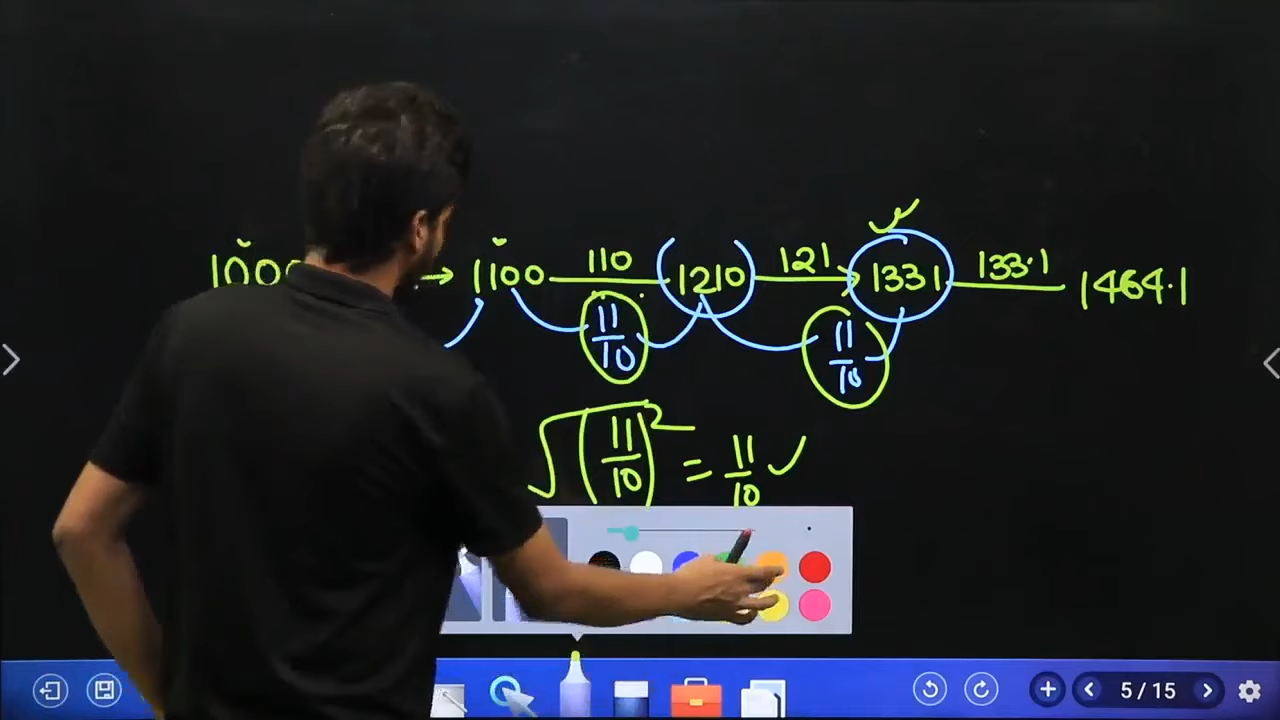 100
→ 1100 110 1210 121 1331 133.1 1464.1
11/10 11/10
√(11/10)² = 11/10 ✓
5 / 15